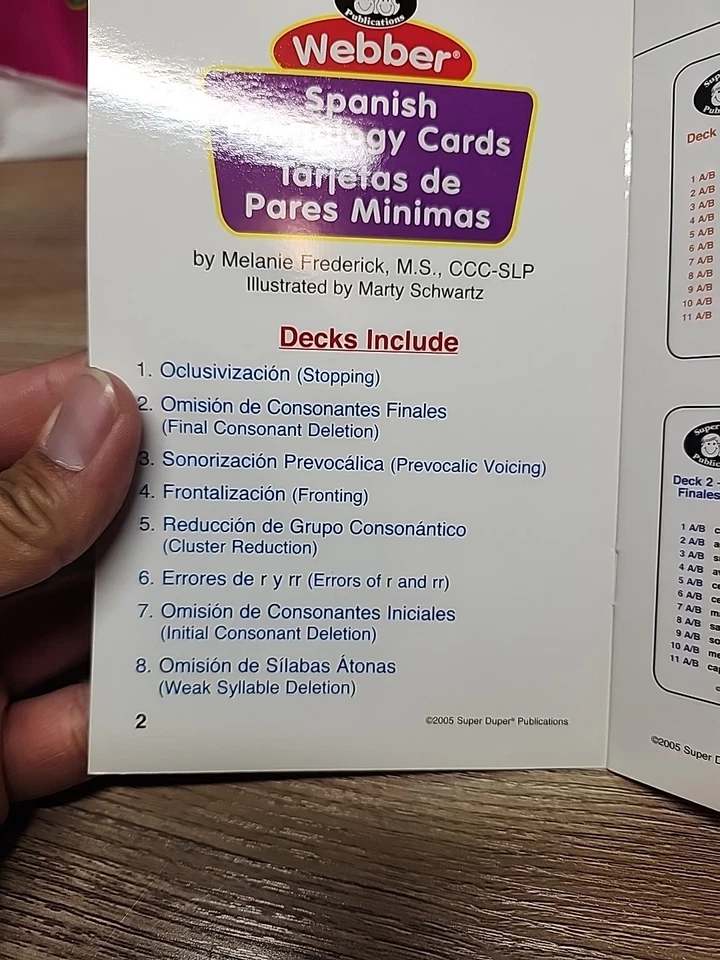 Publications
Webber®
Spanish
Cards
Tarjetas de
Pares Minimas
by Melanie Frederick, M.S., CCC-SLP
Illustrated by Marty Schwartz
Decks Include
1. Oclusivización (Stopping)
2. Omisión de Consonantes Finales
(Final Consonant Deletion)
3. Sonorización Prevocálica (Prevocalic Voicing)
4. Frontalización (Fronting)
5. Reducción de Grupo Consonántico
(Cluster Reduction)
6. Errores de r y rr (Errors of r and rr)
7. Omisión de Consonantes Iniciales
(Initial Consonant Deletion)
8. Omisión de Sílabas Átonas
(Weak Syllable Deletion)
2
©2005 Super Duper® Publications
Deck
1 A/B
2 A/B
3 A/B
4 A/B
5 A/B
6 A/B
7 A/B
8 A/B
9 A/B
10 A/B
11 A/B
Super
Deck 2 -
Finales
1 A/B
2 A/B
3 A/B
4 A/B
5 A/B
6 A/B
7 A/B
8 A/B
9 A/B
10 A/B
11 A/B
©2005 Super